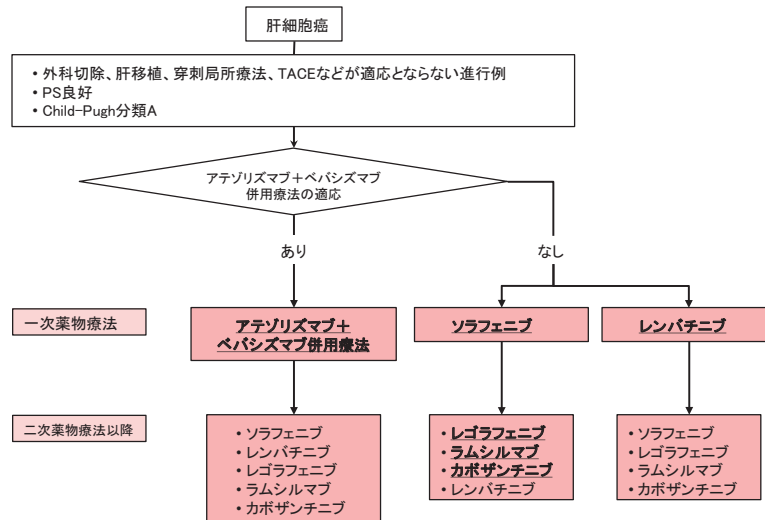 肝細胞癌
・外科切除、肝移植、穿刺局所療法、TACEなどが適応とならない進行例
・PS良好
・Child-Pugh分類A
アテゾリズマブ＋ベバシズマブ
併用療法の適応
あり
なし
一次薬物療法
アテゾリズマブ＋
ベバシズマブ併用療法
ソラフェニブ
レンバチニブ
二次薬物療法以降
・ソラフェニブ
・レンバチニブ
・レゴラフェニブ
・ラムシルマブ
・カボザンチニブ
・レゴラフェニブ
・ラムシルマブ
・カボザンチニブ
・レンバチニブ
・ソラフェニブ
・レゴラフェニブ
・ラムシルマブ
・カボザンチニブ